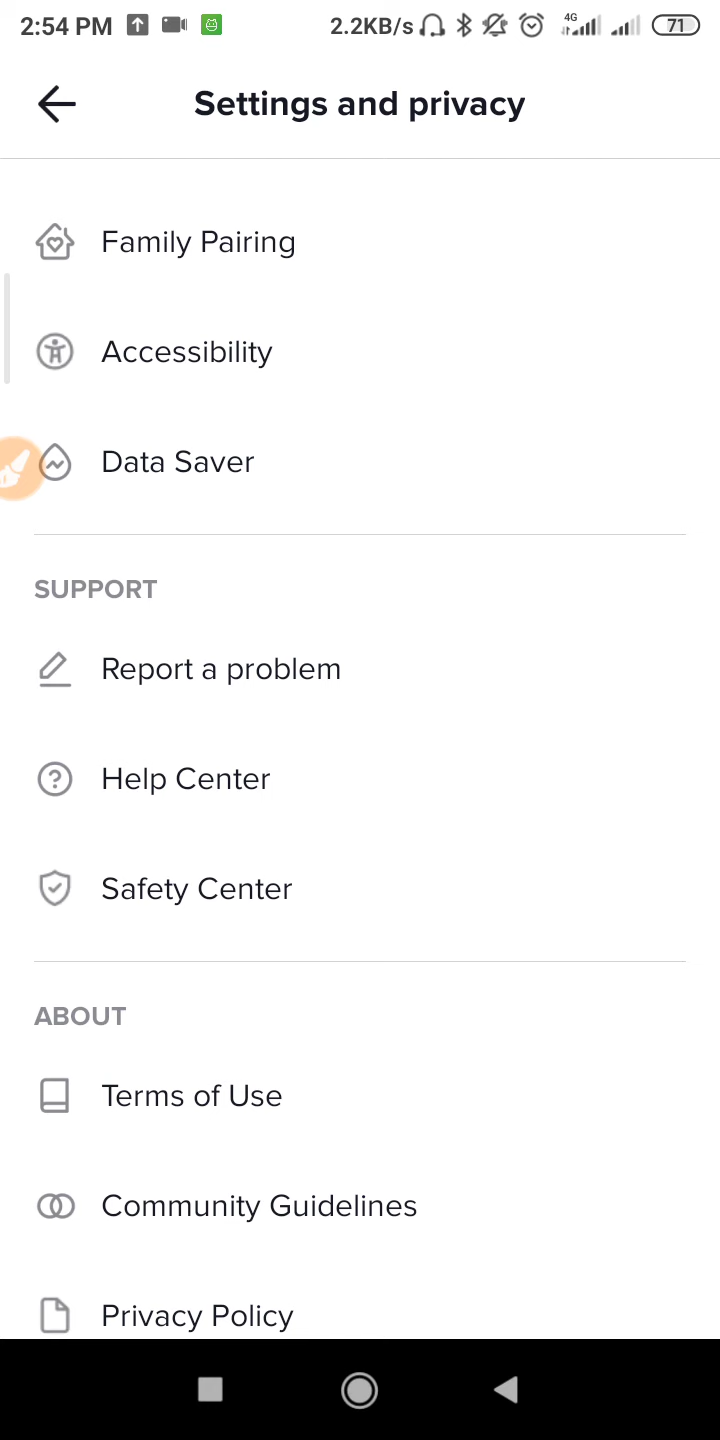 2:54 PM 2.2KB/s 4G 71
Settings and privacy
Family Pairing
Accessibility
Data Saver
SUPPORT
Report a problem
Help Center
Safety Center
ABOUT
Terms of Use
Community Guidelines
Privacy Policy